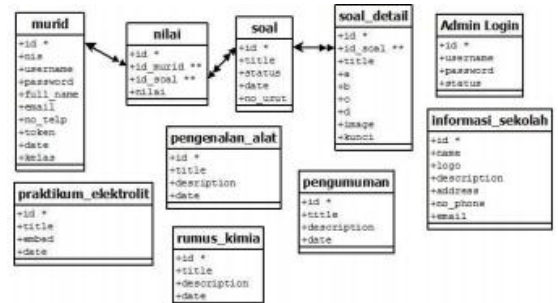 murid
+id *
+nis
+username
+password
+full_name
+email
+no_telp
+token
+date
+kelas
nilai
+id *
+id_murid **
+id_soal **
+nilai
soal
+id *
+title
+status
+date
+no_urut
soal_detail
+id *
+id_soal **
+title
+a
+b
+c
+d
+image
+kunci
Admin Login
+id *
+username
+password
+status
pengenalan_alat
+id *
+title
+desription
+date
pengumuman
+id *
+title
+description
+date
informasi_sekolah
+id *
+name
+logo
+description
+address
+no_phone
+email
praktikum_elektrolit
+id *
+title
+embed
+date
rumus_kimia
+id *
+title
+description
+date